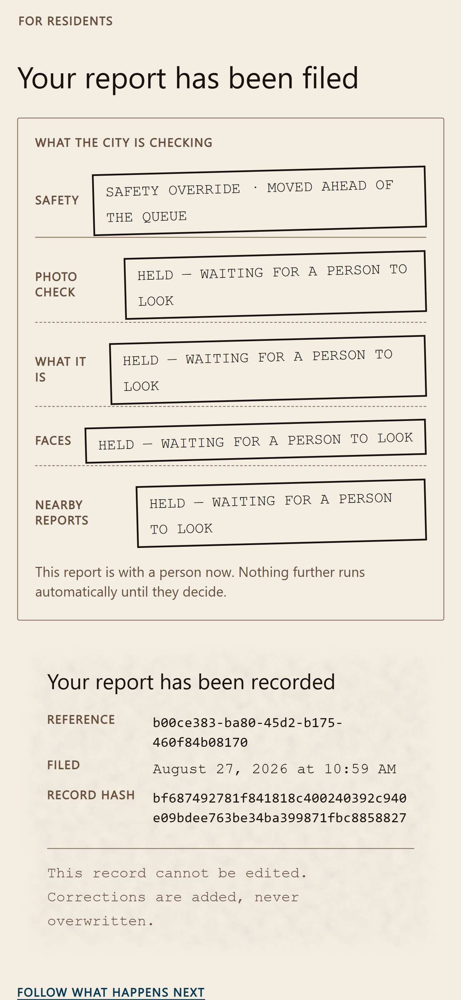 FOR RESIDENTS
Your report has been filed
WHAT THE CITY IS CHECKING
SAFETY
SAFETY OVERRIDE · MOVED AHEAD OF
THE QUEUE
PHOTO
CHECK
HELD — WAITING FOR A PERSON TO
LOOK
WHAT IT
IS
HELD — WAITING FOR A PERSON TO
LOOK
FACES
HELD — WAITING FOR A PERSON TO LOOK
NEARBY
REPORTS
HELD — WAITING FOR A PERSON
TO LOOK
This report is with a person now. Nothing further runs
automatically until they decide.
Your report has been recorded
REFERENCE
b00ce383-ba80-45d2-b175-
460f84b08170
FILED
August 27, 2026 at 10:59 AM
RECORD HASH
bf687492781f841818c400240392c940
e09bdee763be34ba399871fbc8858827
This record cannot be edited.
Corrections are added, never
overwritten.
FOLLOW WHAT HAPPENS NEXT